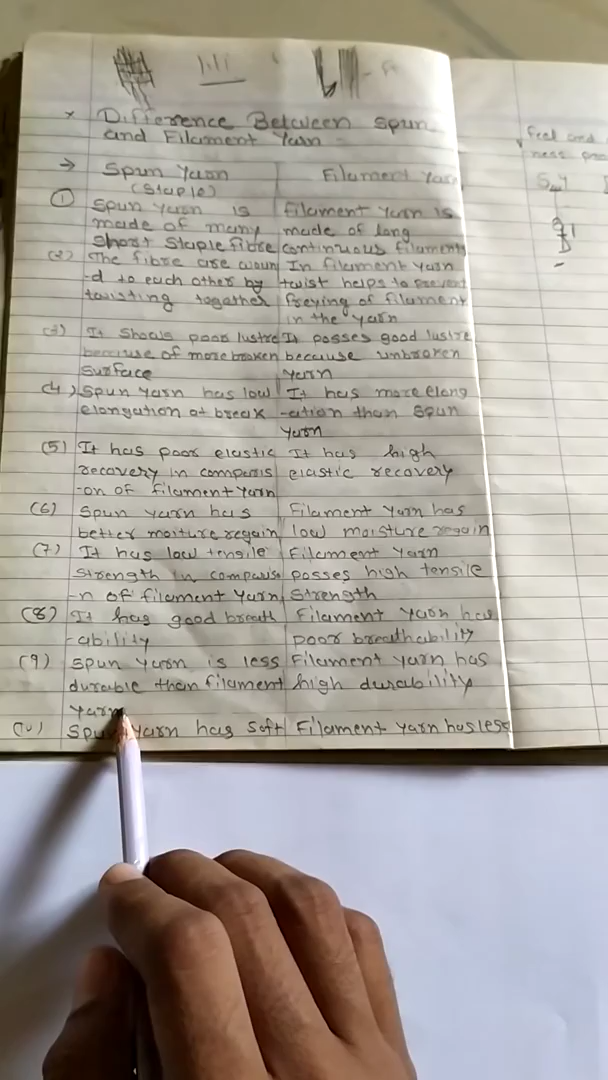 * Difference Between Spun
and Filament Yarn -
→ Spun Yarn Filament Yarn
(Staple)
(1) Spun Yarn is Filament Yarn is
made of many made of long
Short Staple fibre continuous filaments
(2) The fibre are woun In filament yarn
-d to each other by twist helps to prevent
twisting together freying of filament
in the yarn
(3) It Shows poor lustre It posses good lustre
because of more broken because unbroken
surface yarn
(4) Spun Yarn has low It has more elong
elongation at break -ation than Spun
Yarn
(5) It has poor elastic It has high
recovery in comparis elastic recovery
-on of filament Yarn
(6) Spun Yarn has Filament Yarn has
better moiture regain low moisture regain
(7) It has low tensile Filament Yarn
strength in comparise posses high tensile
-n of filament Yarn strength
(8) It has good breath Filament Yarn has
-ability poor breathability
(9) Spun Yarn is less Filament Yarn has
durable than filament high durability
Yarn
(10) Spun Yarn has Soft Filament Yarn has less
feel and
ness